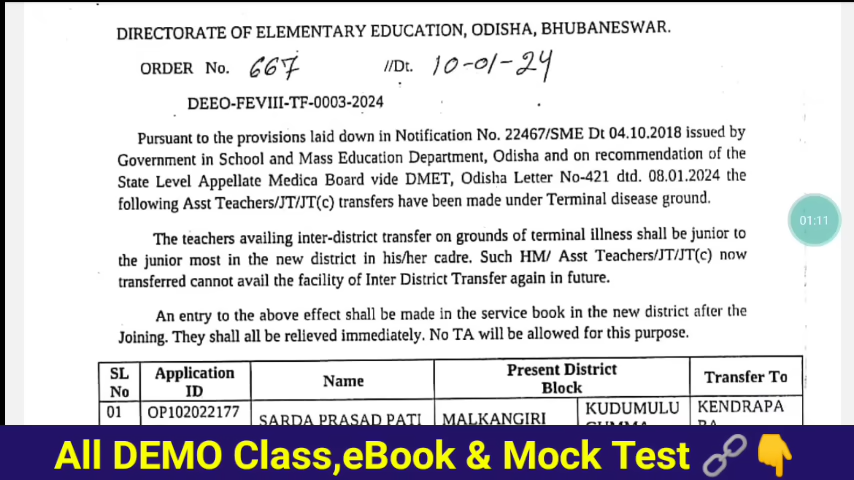 DIRECTORATE OF ELEMENTARY EDUCATION, ODISHA, BHUBANESWAR.
ORDER No. 667 //Dt. 10-01-24
DEEO-FEVIII-TF-0003-2024
Pursuant to the provisions laid down in Notification No. 22467/SME Dt 04.10.2018 issued by
Government in School and Mass Education Department, Odisha and on recommendation of the
State Level Appellate Medica Board vide DMET, Odisha Letter No-421 dtd. 08.01.2024 the
following Asst Teachers/JT/JT(c) transfers have been made under Terminal disease ground.
01:11
The teachers availing inter-district transfer on grounds of terminal illness shall be junior to
the junior most in the new district in his/her cadre. Such HM/ Asst Teachers/JT/JT(c) now
transferred cannot avail the facility of Inter District Transfer again in future.
An entry to the above effect shall be made in the service book in the new district after the
Joining. They shall all be relieved immediately. No TA will be allowed for this purpose.
SL No Application ID Name Present District Block Transfer To
01 OP102022177 SARDA PRASAD PATI MALKANGIRI KUDUMULU KENDRAPA
All DEMO Class,eBook & Mock Test 🔗👇